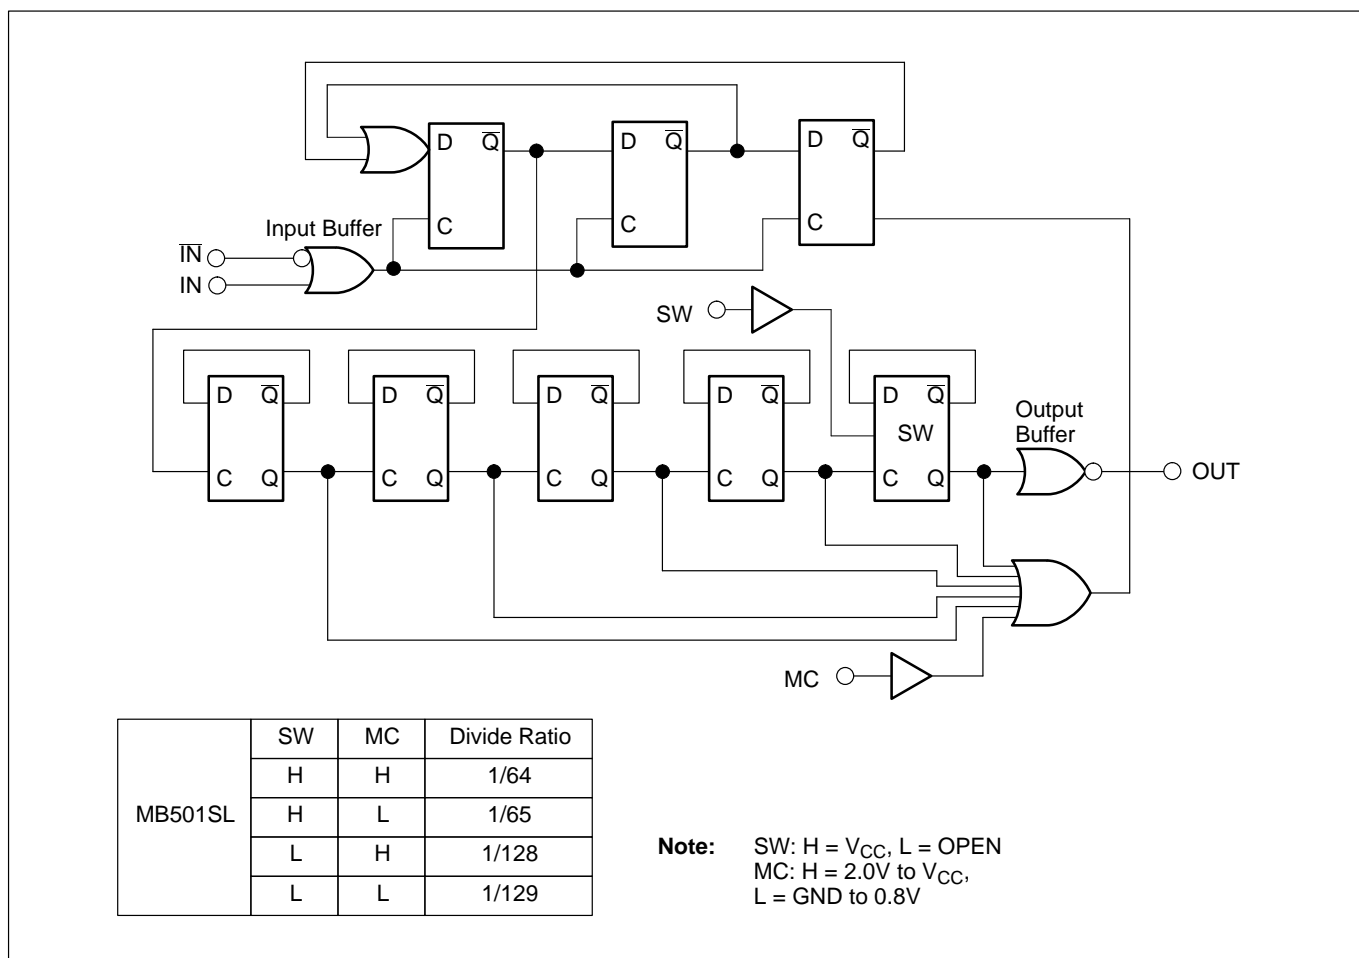 D Q̅ D Q̅ D Q̅
C C C
Input Buffer
I̅N̅
IN
SW
D Q̅ D Q̅ D Q̅ D Q̅ D Q̅
SW
C Q C Q C Q C Q C Q
Output
Buffer
OUT
MC
MB501SL
SW MC Divide Ratio
H H 1/64
H L 1/65
L H 1/128
L L 1/129
Note: SW: H = VCC, L = OPEN
MC: H = 2.0V to VCC,
L = GND to 0.8V